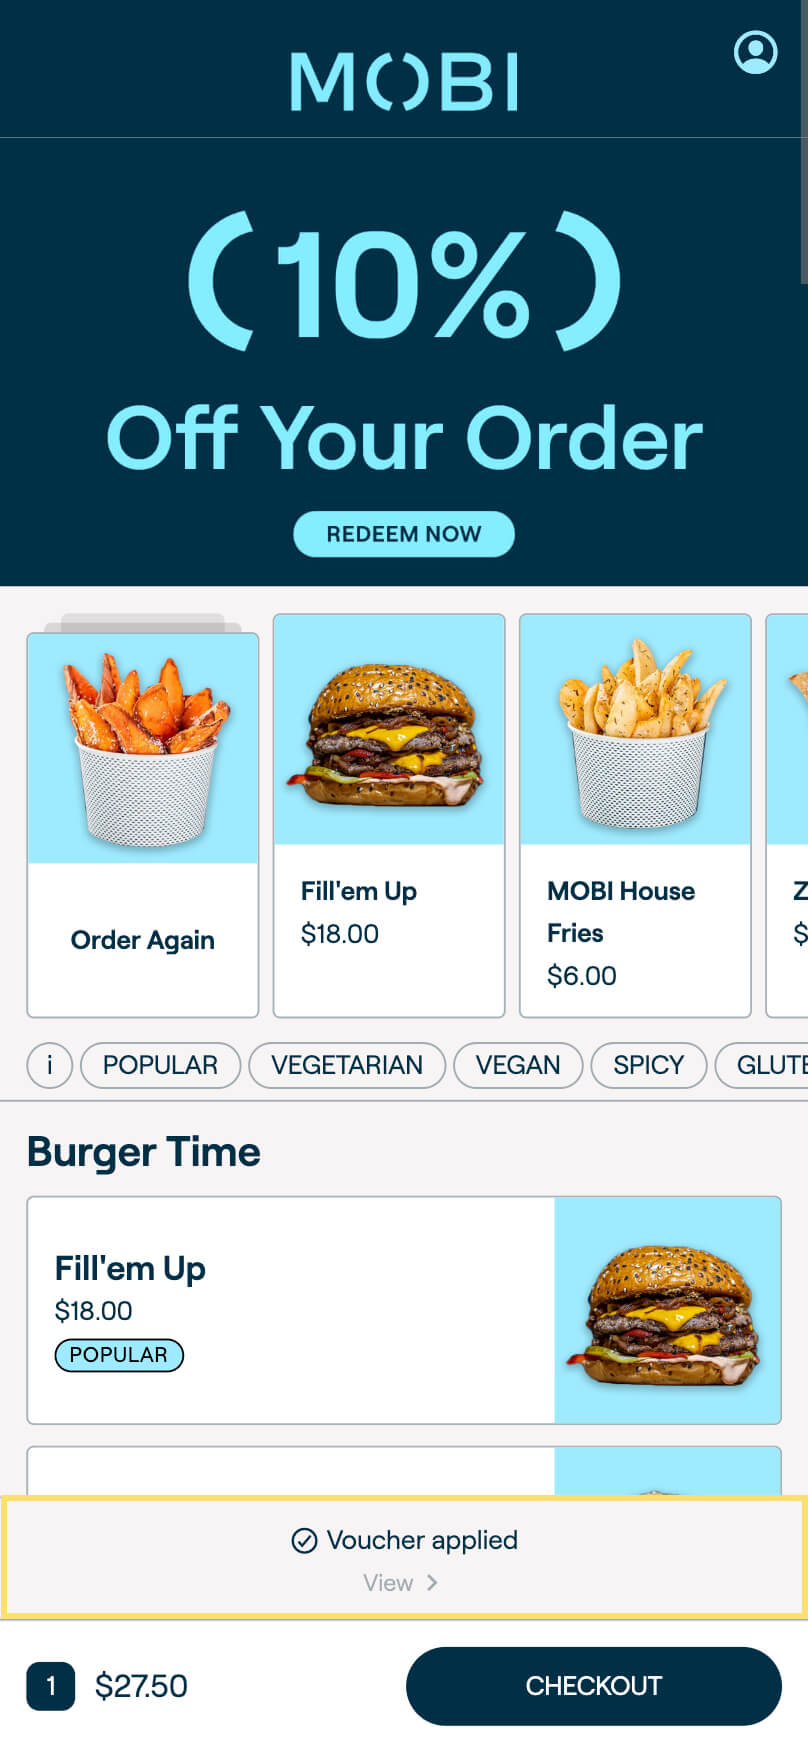 MOBI
(10%)
Off Your Order
REDEEM NOW
Order Again
Fill'em Up
$18.00
MOBI House
Fries
$6.00
Z
$
i
POPULAR
VEGETARIAN
VEGAN
SPICY
GLUTE
Burger Time
Fill'em Up
$18.00
POPULAR
Voucher applied
View >
1
$27.50
CHECKOUT